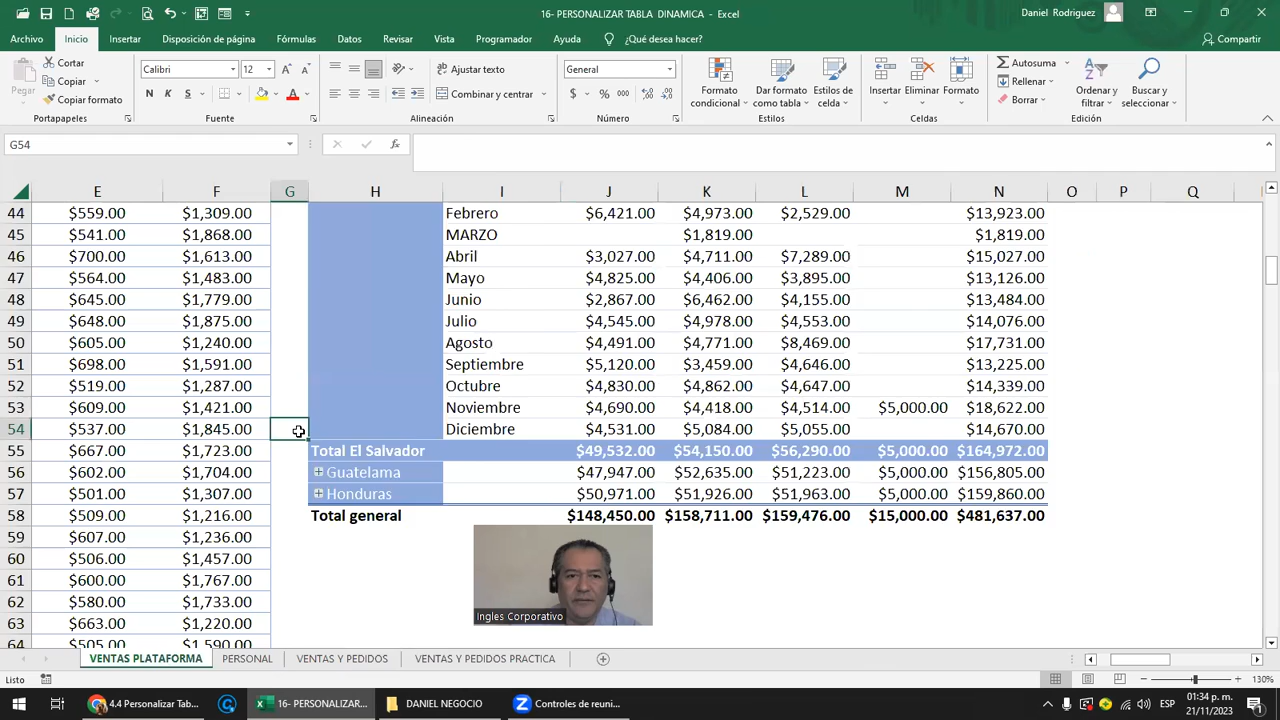 16- PERSONALIZAR TABLA DINAMICA - Excel
Daniel Rodriguez
Archivo Inicio Insertar Disposición de página Fórmulas Datos Revisar Vista Programador Ayuda ¿Qué desea hacer? Compartir
Pegar
Cortar
Copiar
Copiar formato
Portapapeles
Calibri 12
N K S
Fuente
Ajustar texto
Combinar y centrar
Alineación
General
$ % 000
Número
Formato condicional
Dar formato como tabla
Estilos de celda
Estilos
Insertar Eliminar Formato
Celdas
Autosuma
Rellenar
Borrar
Ordenar y filtrar
Buscar y seleccionar
Edición
G54 fx
E F G H I J K L M N O P Q
44 $559.00 $1,309.00 Febrero $6,421.00 $4,973.00 $2,529.00 $13,923.00
45 $541.00 $1,868.00 MARZO $1,819.00 $1,819.00
46 $700.00 $1,613.00 Abril $3,027.00 $4,711.00 $7,289.00 $15,027.00
47 $564.00 $1,483.00 Mayo $4,825.00 $4,406.00 $3,895.00 $13,126.00
48 $645.00 $1,779.00 Junio $2,867.00 $6,462.00 $4,155.00 $13,484.00
49 $648.00 $1,875.00 Julio $4,545.00 $4,978.00 $4,553.00 $14,076.00
50 $605.00 $1,240.00 Agosto $4,491.00 $4,771.00 $8,469.00 $17,731.00
51 $698.00 $1,591.00 Septiembre $5,120.00 $3,459.00 $4,646.00 $13,225.00
52 $519.00 $1,287.00 Octubre $4,830.00 $4,862.00 $4,647.00 $14,339.00
53 $609.00 $1,421.00 Noviembre $4,690.00 $4,418.00 $4,514.00 $5,000.00 $18,622.00
54 $537.00 $1,845.00 Diciembre $4,531.00 $5,084.00 $5,055.00 $14,670.00
55 $667.00 $1,723.00 Total El Salvador $49,532.00 $54,150.00 $56,290.00 $5,000.00 $164,972.00
56 $602.00 $1,704.00 Guatelama $47,947.00 $52,635.00 $51,223.00 $5,000.00 $156,805.00
57 $501.00 $1,307.00 Honduras $50,971.00 $51,926.00 $51,963.00 $5,000.00 $159,860.00
58 $509.00 $1,216.00 Total general $148,450.00 $158,711.00 $159,476.00 $15,000.00 $481,637.00
59 $607.00 $1,236.00
60 $506.00 $1,457.00
61 $600.00 $1,767.00
62 $580.00 $1,733.00
63 $663.00 $1,220.00
64 $505.00 $1,590.00
Ingles Corporativo
VENTAS PLATAFORMA PERSONAL VENTAS Y PEDIDOS VENTAS Y PEDIDOS PRACTICA
Listo 130%
4.4 Personalizar Tab... 16- PERSONALIZAR... DANIEL NEGOCIO Controles de reuni... ESP 01:34 p. m.
21/11/2023